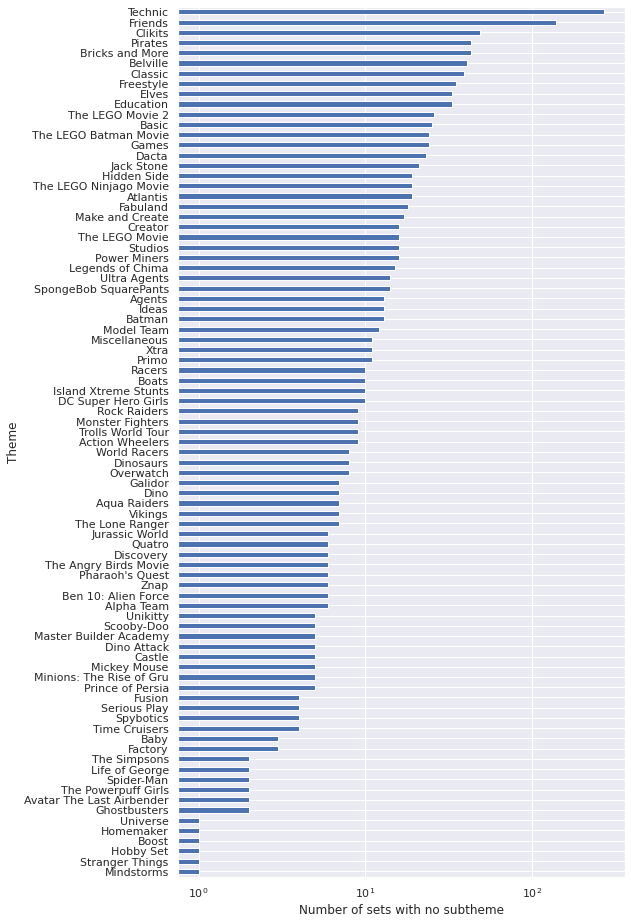 Technic
Friends
Clikits
Pirates
Bricks and More
Belville
Classic
Freestyle
Elves
Education
The LEGO Movie 2
Basic
The LEGO Batman Movie
Games
Dacta
Jack Stone
Hidden Side
The LEGO Ninjago Movie
Atlantis
Fabuland
Make and Create
Creator
The LEGO Movie
Studios
Power Miners
Legends of Chima
Ultra Agents
SpongeBob SquarePants
Agents
Ideas
Batman
Model Team
Miscellaneous
Xtra
Primo
Racers
Boats
Island Xtreme Stunts
DC Super Hero Girls
Rock Raiders
Monster Fighters
Trolls World Tour
Action Wheelers
World Racers
Dinosaurs
Overwatch
Galidor
Dino
Aqua Raiders
Vikings
The Lone Ranger
Jurassic World
Quatro
Discovery
The Angry Birds Movie
Pharaoh's Quest
Znap
Ben 10: Alien Force
Alpha Team
Unikitty
Scooby-Doo
Master Builder Academy
Dino Attack
Castle
Mickey Mouse
Minions: The Rise of Gru
Prince of Persia
Fusion
Serious Play
Spybotics
Time Cruisers
Baby
Factory
The Simpsons
Life of George
Spider-Man
The Powerpuff Girls
Avatar The Last Airbender
Ghostbusters
Universe
Homemaker
Boost
Hobby Set
Stranger Things
Mindstorms
Theme
10⁰ 10¹ 10²
Number of sets with no subtheme